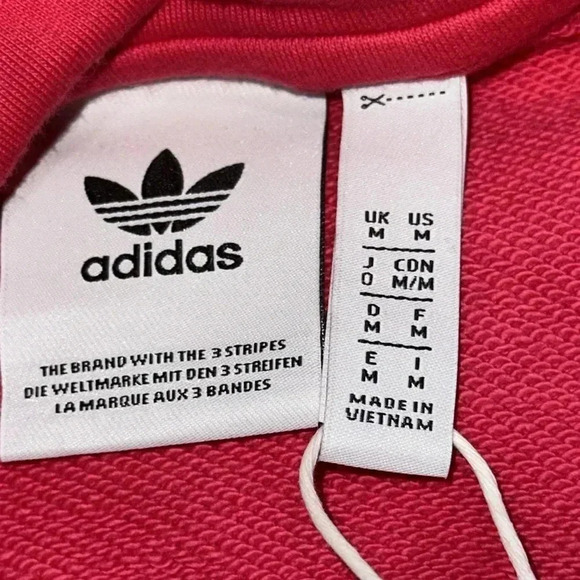 adidas
THE BRAND WITH THE 3 STRIPES
DIE WELTMARKE MIT DEN 3 STREIFEN
LA MARQUE AUX 3 BANDES
UK US
M M
J CDN
O M/M
D F
M M
E I
M M
MADE IN
VIETNAM